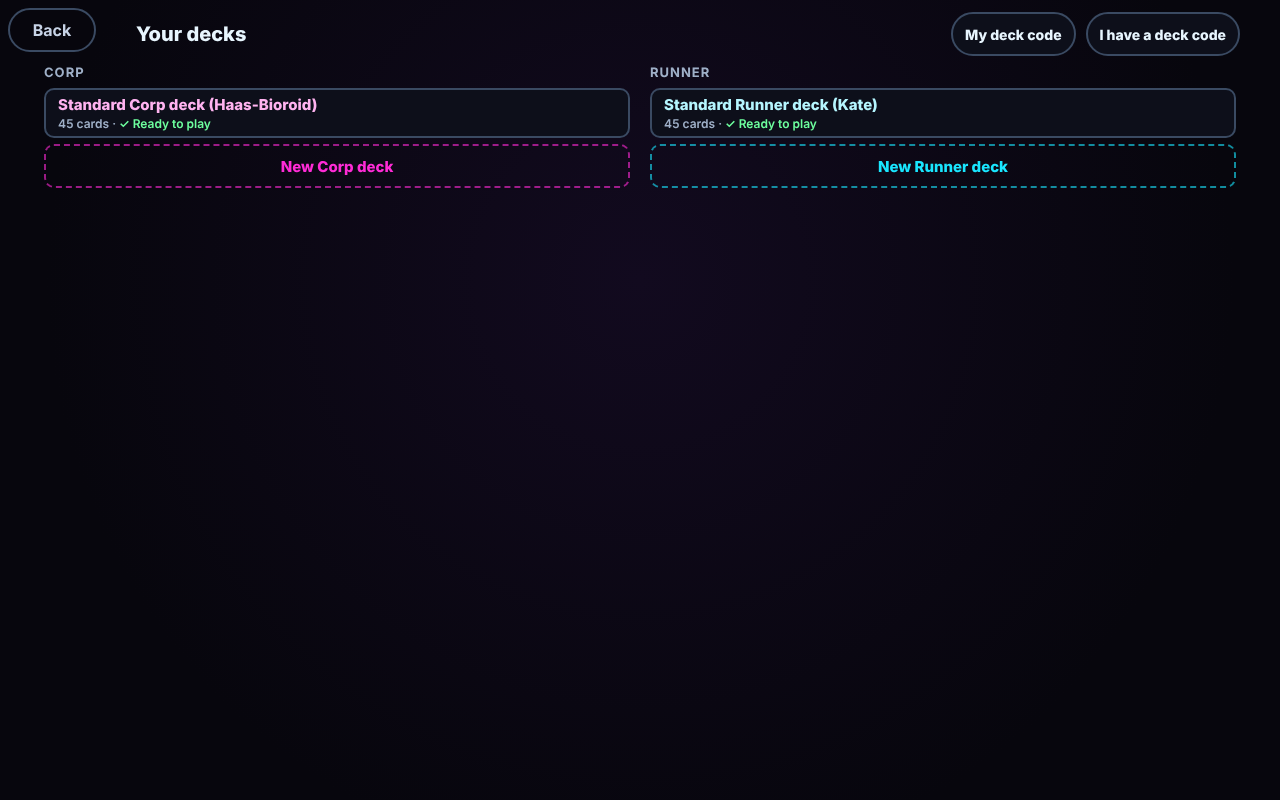 Back
Your decks
My deck code
I have a deck code
CORP
Standard Corp deck (Haas-Bioroid)
45 cards · ✓ Ready to play
New Corp deck
RUNNER
Standard Runner deck (Kate)
45 cards · ✓ Ready to play
New Runner deck